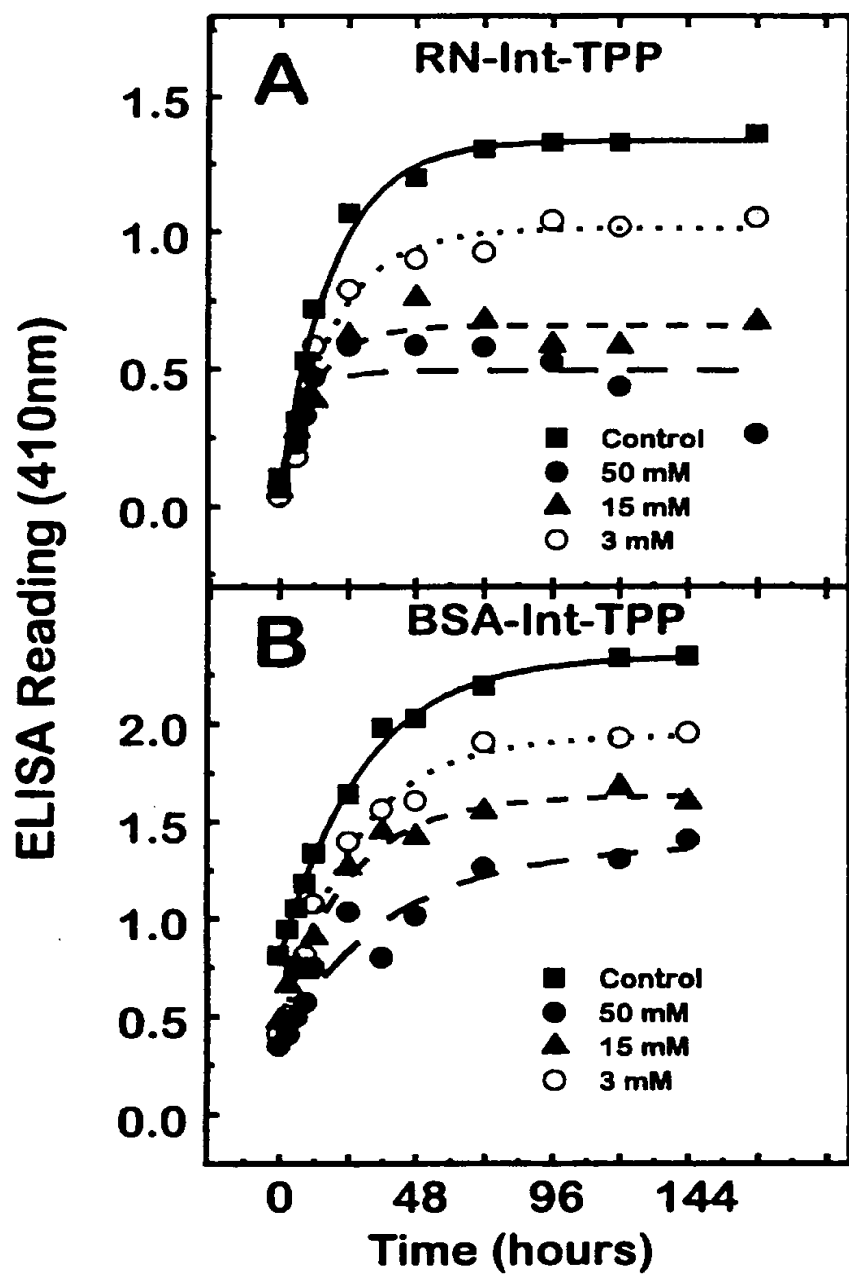 A
RN-Int-TPP
1.5
1.0
0.5
0.0
Control
50 mM
15 mM
3 mM
B
BSA-Int-TPP
2.0
1.5
1.0
0.5
0.0
Control
50 mM
15 mM
3 mM
ELISA Reading (410nm)
0 48 96 144
Time (hours)